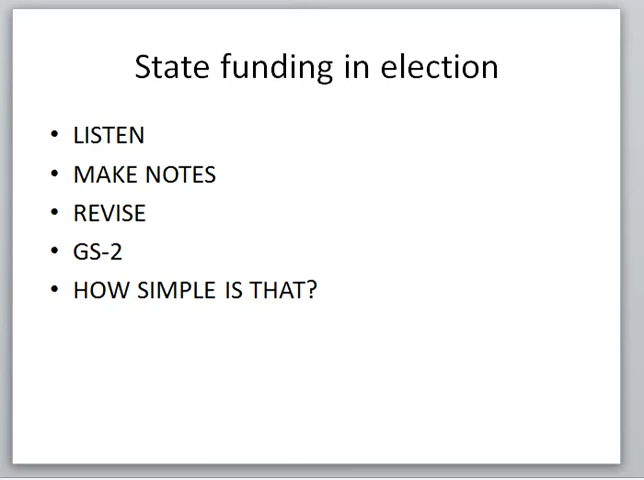 State funding in election
• LISTEN
• MAKE NOTES
• REVISE
• GS-2
• HOW SIMPLE IS THAT?